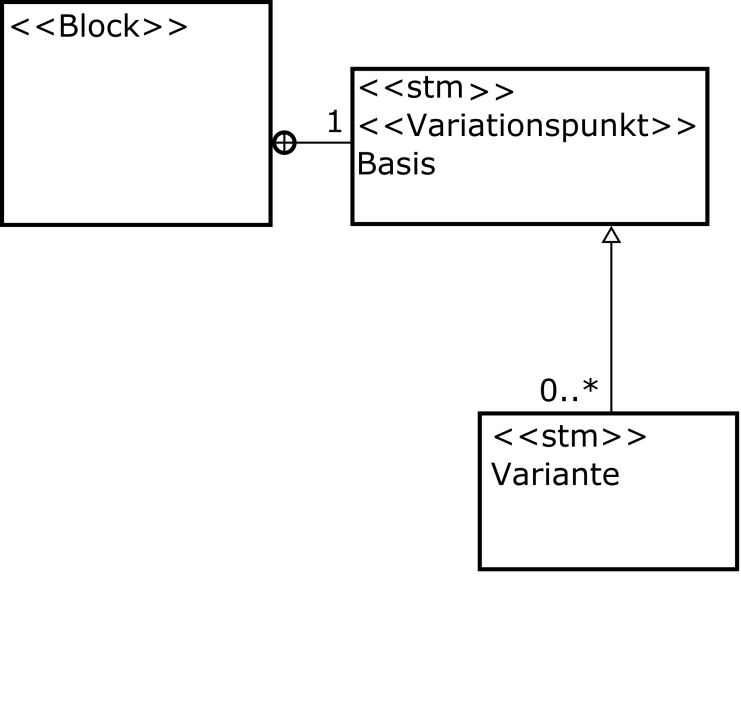 <<Block>>
<<stm>>
<<Variationspunkt>>
Basis
1
0..*
<<stm>>
Variante